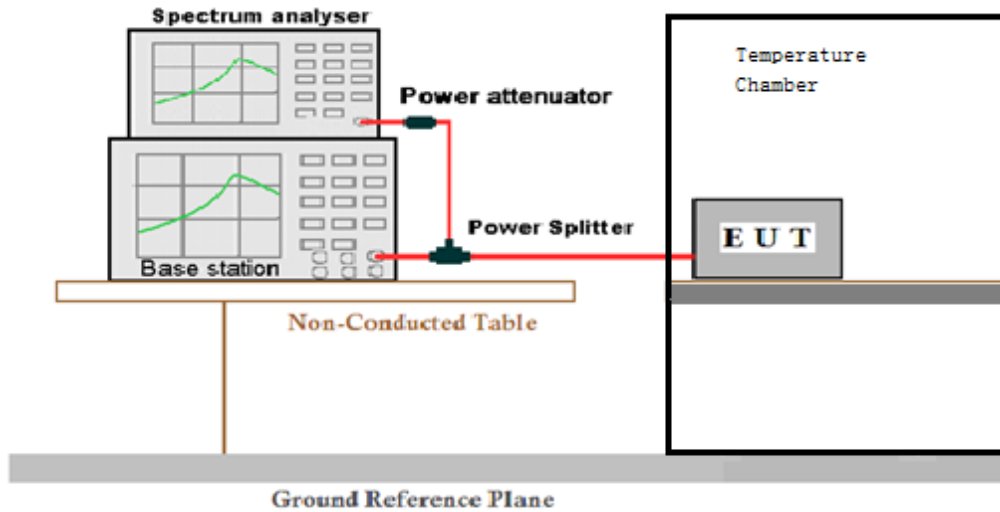 Spectrum analyser
Temperature
Chamber
Power attenuator
Power Splitter
E U T
Base station
Non-Conducted Table
Ground Reference Plane